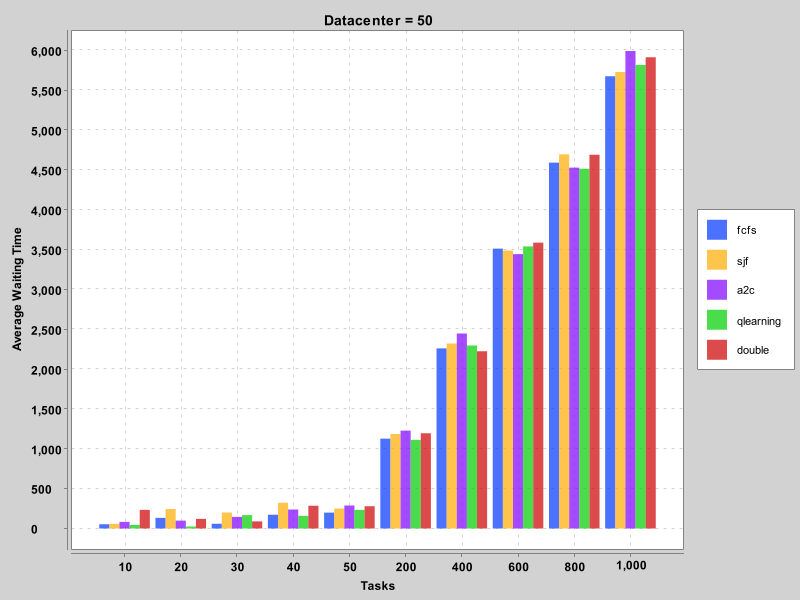 Datacenter = 50
6,000
5,500
5,000
4,500
4,000
3,500
3,000
2,500
2,000
1,500
1,000
500
0
Average Waiting Time
10 20 30 40 50 200 400 600 800 1,000
Tasks
fcfs
sjf
a2c
qlearning
double